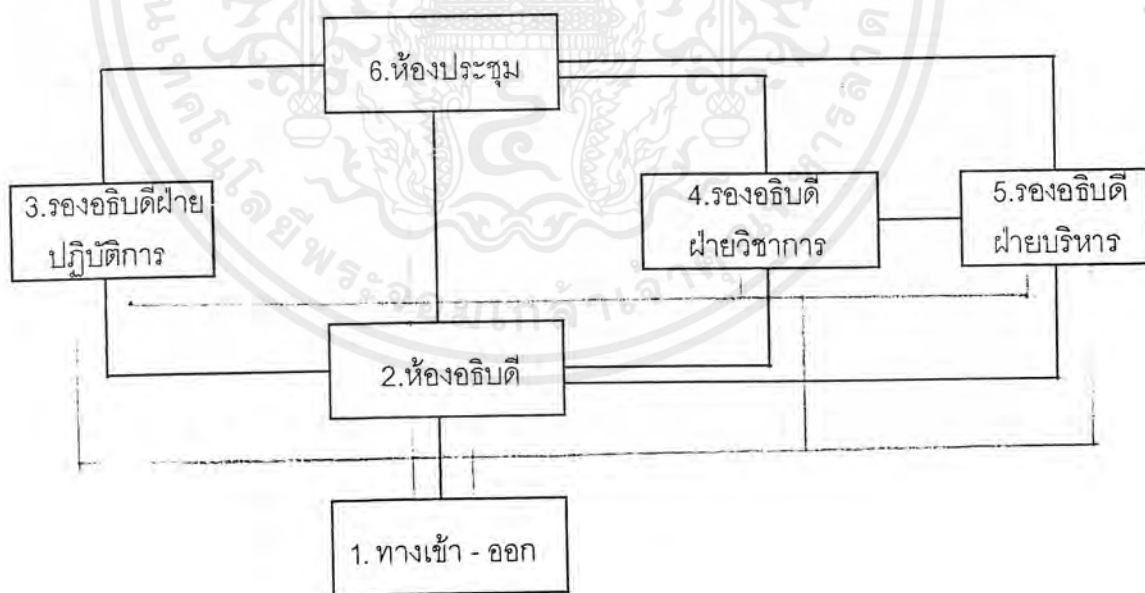 6.ห้องประชุม
3.รองอธิบดีฝ่าย
ปฏิบัติการ
4.รองอธิบดี
ฝ่ายวิชาการ
5.รองอธิบดี
ฝ่ายบริหาร
2.ห้องอธิบดี
1. ทางเข้า - ออก